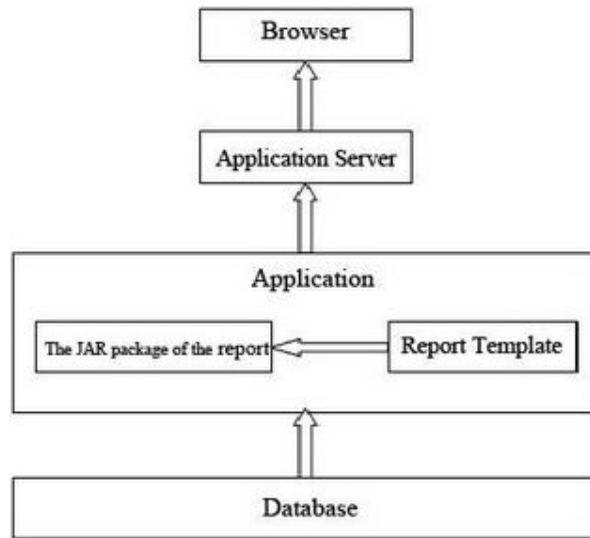 Browser
Application Server
Application
The JAR package of the report
Report Template
Database